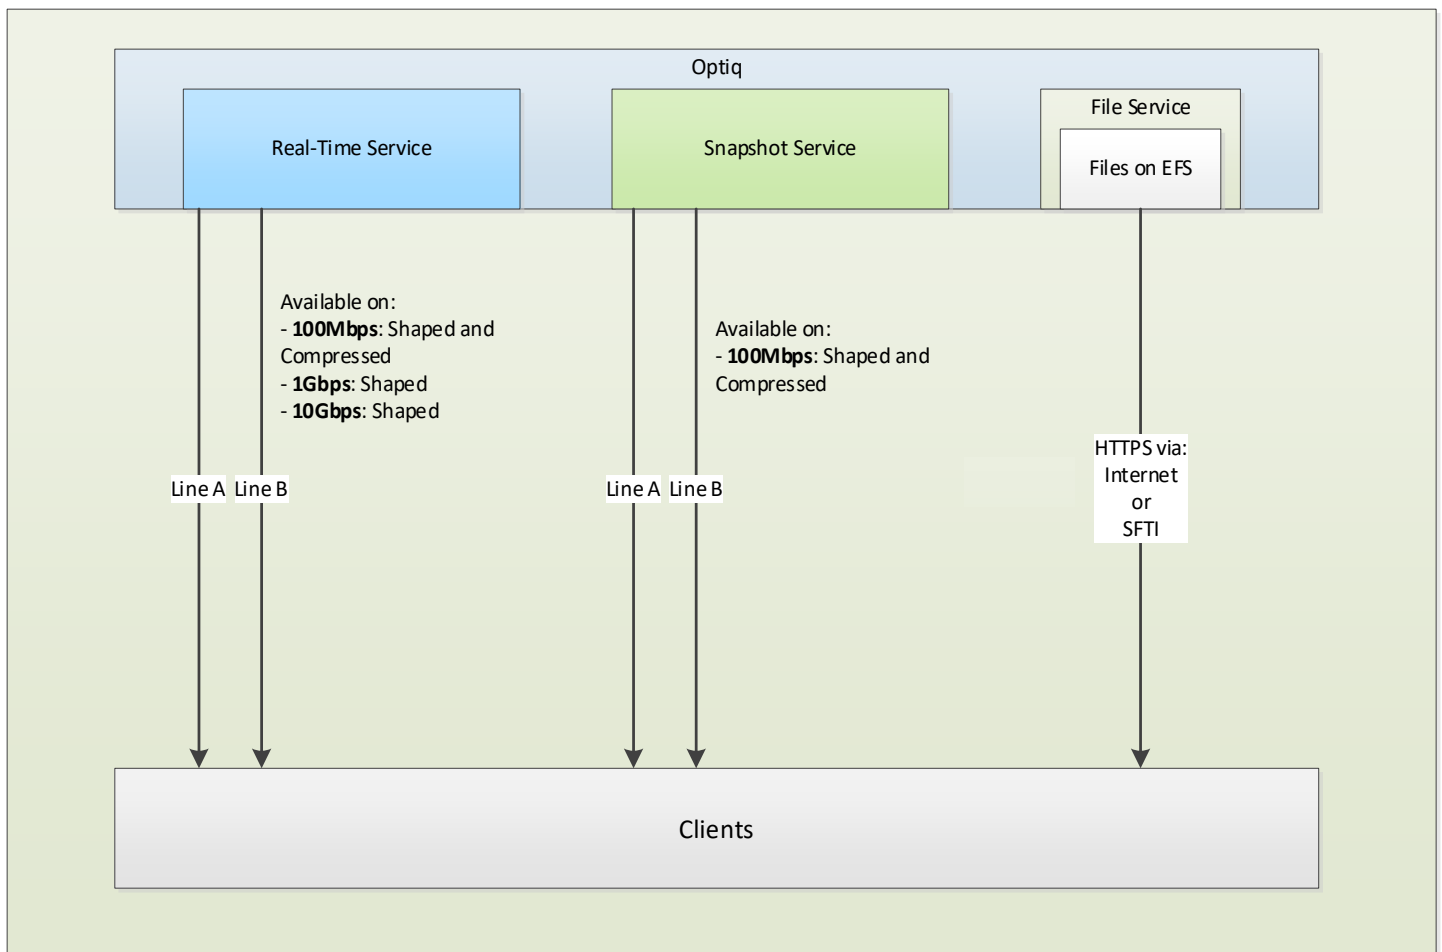 Optiq
Real-Time Service
Snapshot Service
File Service
Files on EFS
Available on:
- 100Mbps: Shaped and
Compressed
- 1Gbps: Shaped
- 10Gbps: Shaped
Available on:
- 100Mbps: Shaped and
Compressed
Line A
Line B
Line A
Line B
HTTPS via:
Internet
or
SFTI
Clients